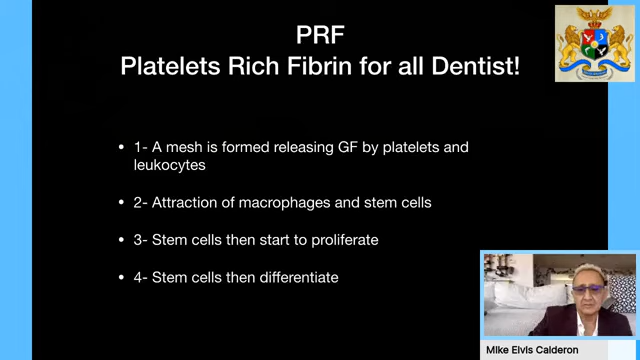 PRF
Platelets Rich Fibrin for all Dentist!
• 1- A mesh is formed releasing GF by platelets and
leukocytes
• 2- Attraction of macrophages and stem cells
• 3- Stem cells then start to proliferate
• 4- Stem cells then differentiate
Mike Elvis Calderon